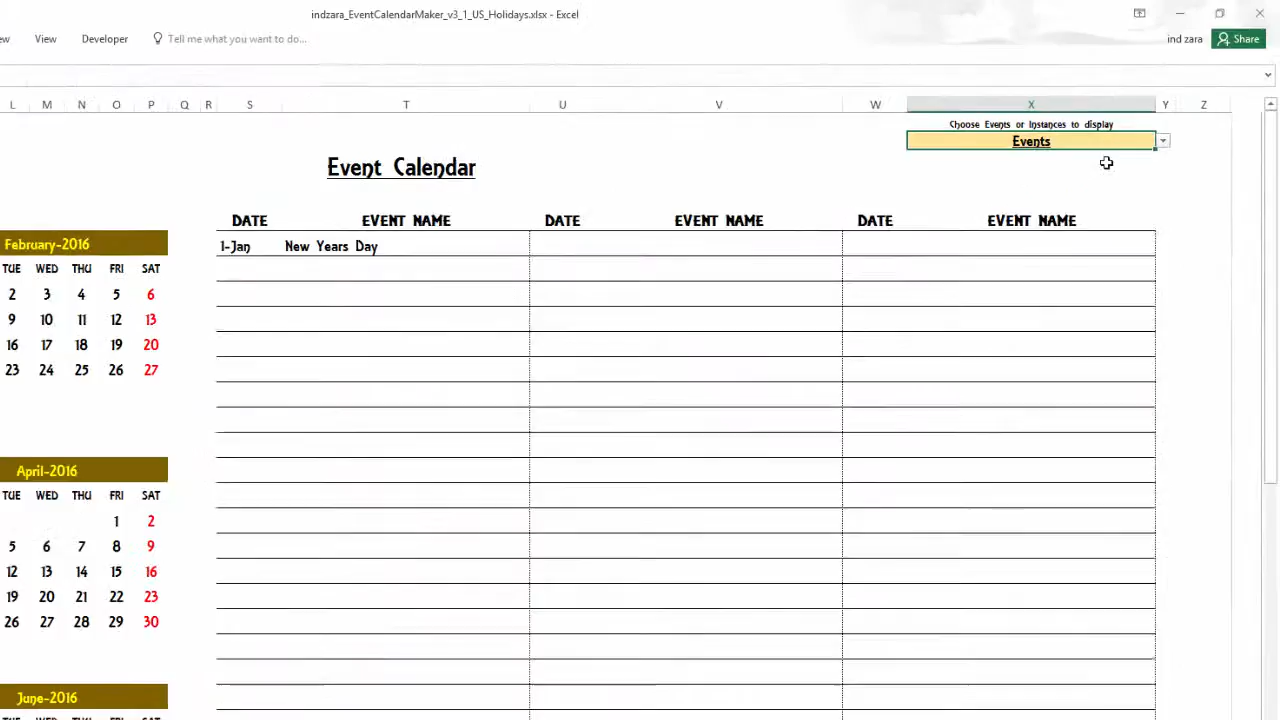 indzara_EventCalendarMaker_v3_1_US_Holidays.xlsx - Excel
View Developer Tell me what you want to do... ind zara Share
L M N O P Q R S T U V W X Y Z
Choose Events or Instances to display
Events
Event Calendar
DATE EVENT NAME DATE EVENT NAME DATE EVENT NAME
February-2016 1-Jan New Years Day
TUE WED THU FRI SAT
2 3 4 5 6
9 10 11 12 13
16 17 18 19 20
23 24 25 26 27
April-2016
TUE WED THU FRI SAT
1 2
5 6 7 8 9
12 13 14 15 16
19 20 21 22 23
26 27 28 29 30
June-2016